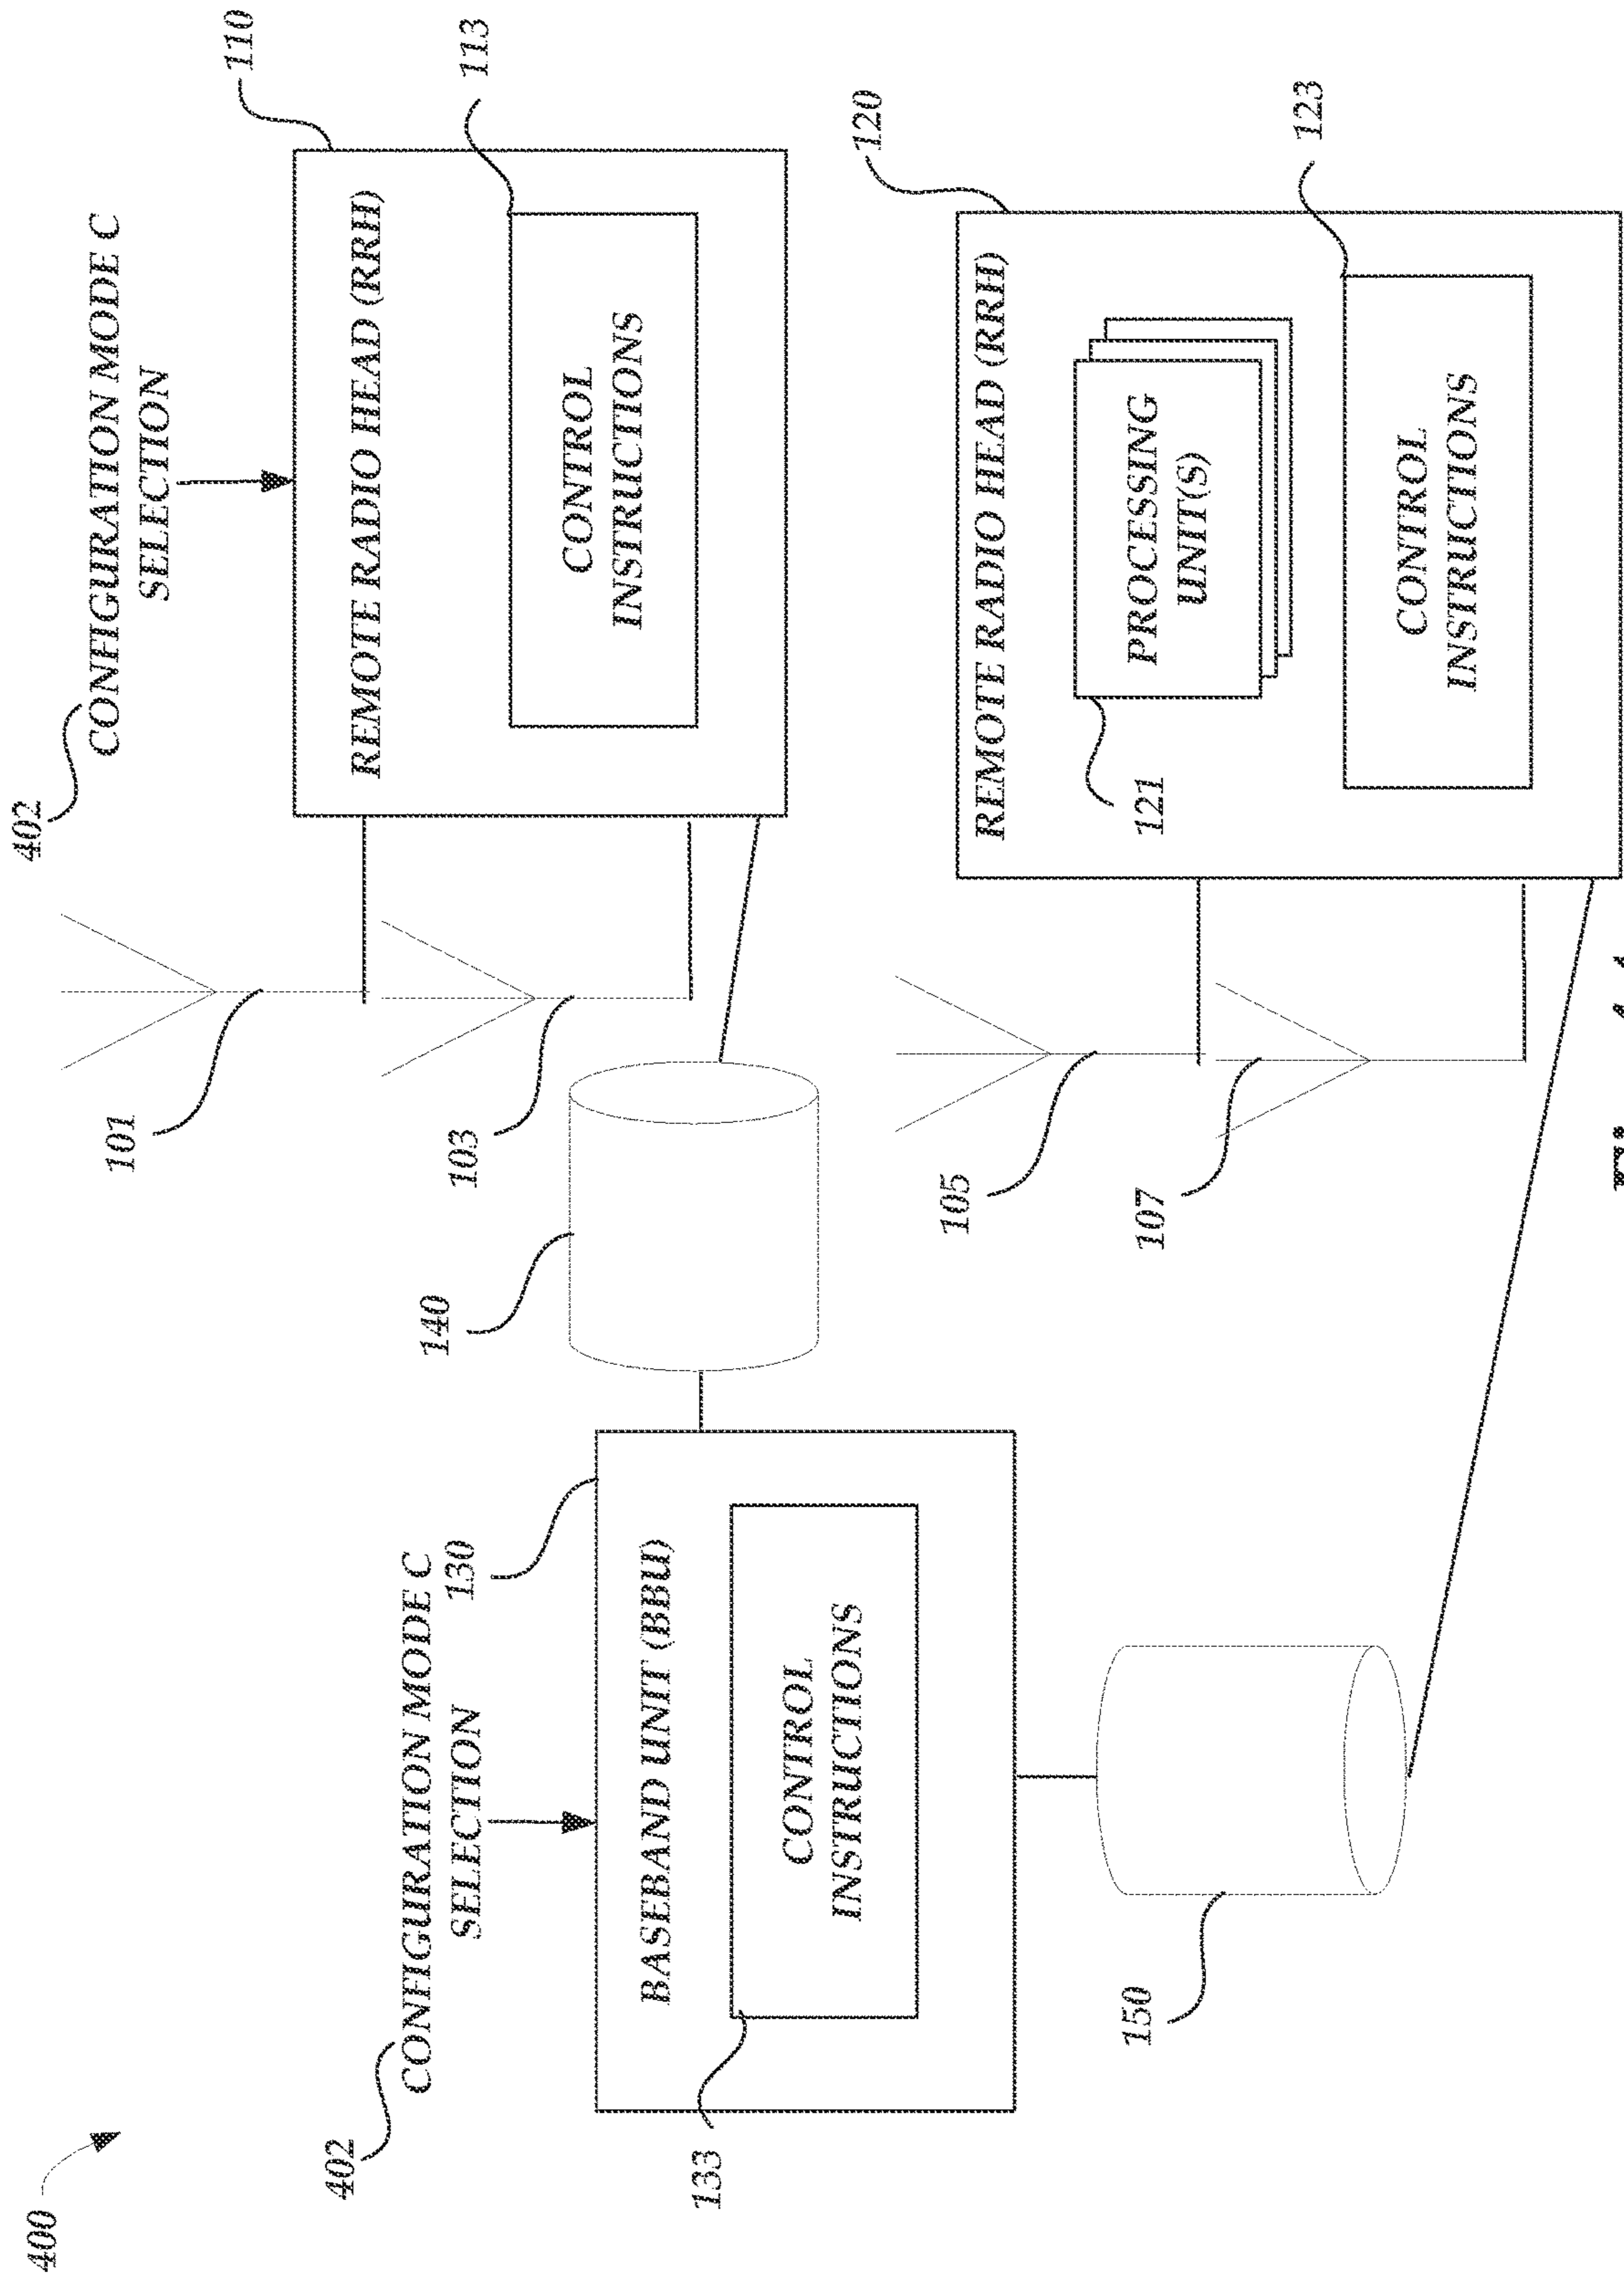 400
402
CONFIGURATION MODE C
SELECTION
130
BASEBAND UNIT (BBU)
CONTROL
INSTRUCTIONS
133
140
150
101
103
402
CONFIGURATION MODE C
SELECTION
110
REMOTE RADIO HEAD (RRH)
113
CONTROL
INSTRUCTIONS
105
107
120
REMOTE RADIO HEAD (RRH)
PROCESSING
UNIT(S)
121
123
CONTROL
INSTRUCTIONS